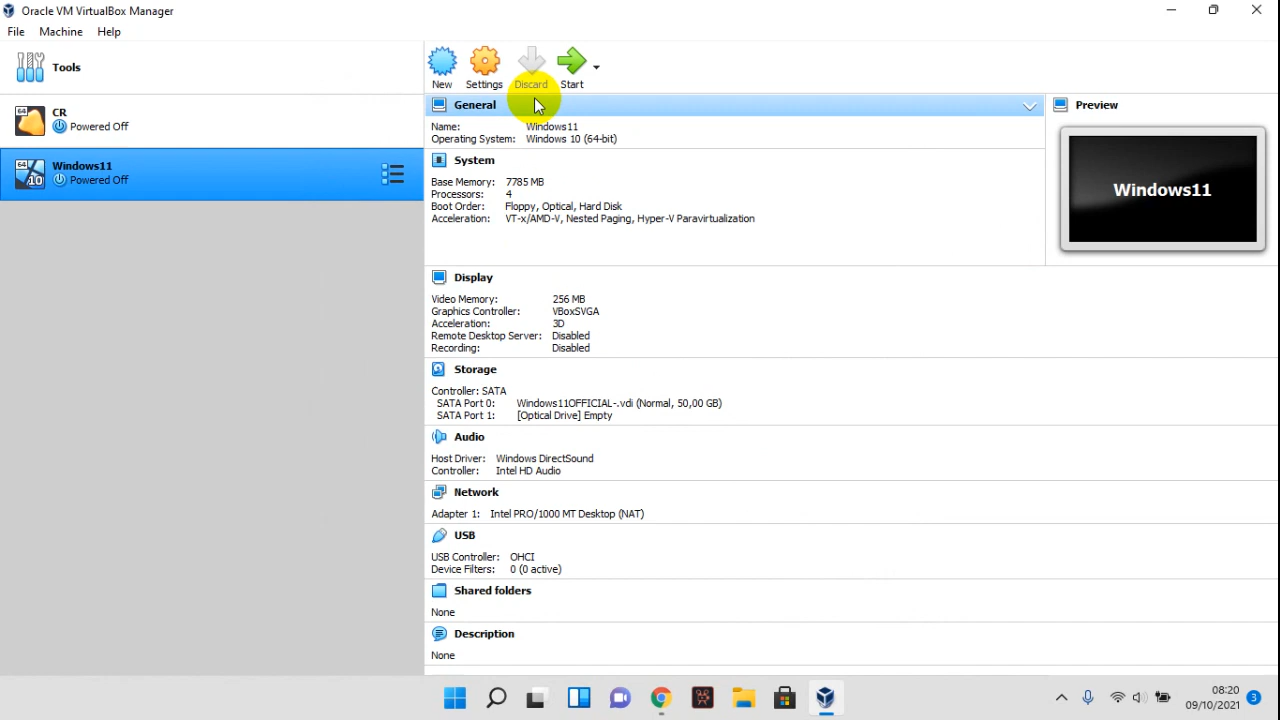 Oracle VM VirtualBox Manager
File Machine Help
Tools
New Settings Discard Start
64
CR
Powered Off
64
10
Windows11
Powered Off
General
Name: Windows11
Operating System: Windows 10 (64-bit)
Preview
Windows11
System
Base Memory: 7785 MB
Processors: 4
Boot Order: Floppy, Optical, Hard Disk
Acceleration: VT-x/AMD-V, Nested Paging, Hyper-V Paravirtualization
Display
Video Memory: 256 MB
Graphics Controller: VBoxSVGA
Acceleration: 3D
Remote Desktop Server: Disabled
Recording: Disabled
Storage
Controller: SATA
SATA Port 0: Windows11OFFICIAL-.vdi (Normal, 50,00 GB)
SATA Port 1: [Optical Drive] Empty
Audio
Host Driver: Windows DirectSound
Controller: Intel HD Audio
Network
Adapter 1: Intel PRO/1000 MT Desktop (NAT)
USB
USB Controller: OHCI
Device Filters: 0 (0 active)
Shared folders
None
Description
None
08:20
09/10/2021
3